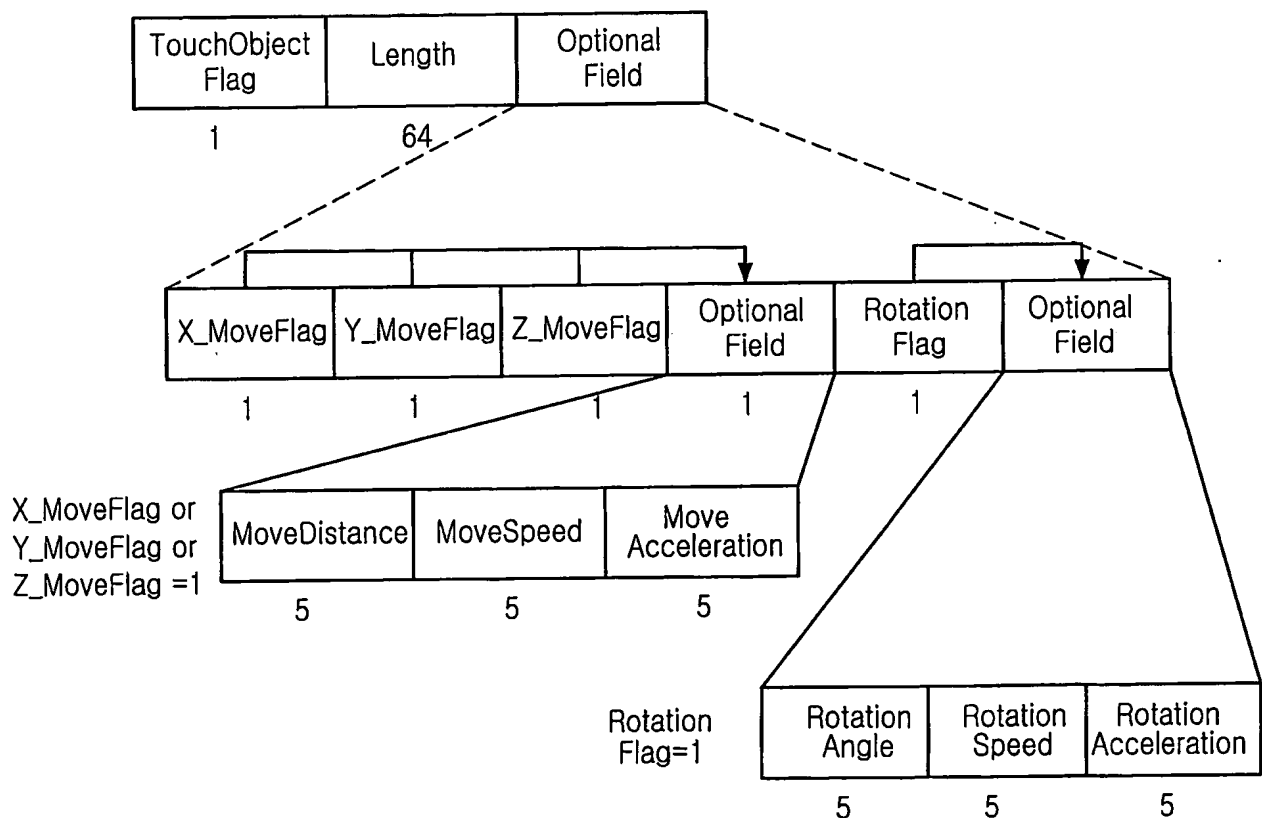 TouchObject
Flag
Length
Optional
Field
1
64
X_MoveFlag
Y_MoveFlag
Z_MoveFlag
Optional
Field
Rotation
Flag
Optional
Field
1
1
1
1
1
X_MoveFlag or
Y_MoveFlag or
Z_MoveFlag =1
MoveDistance
MoveSpeed
Move
Acceleration
5
5
5
Rotation
Flag=1
Rotation
Angle
Rotation
Speed
Rotation
Acceleration
5
5
5